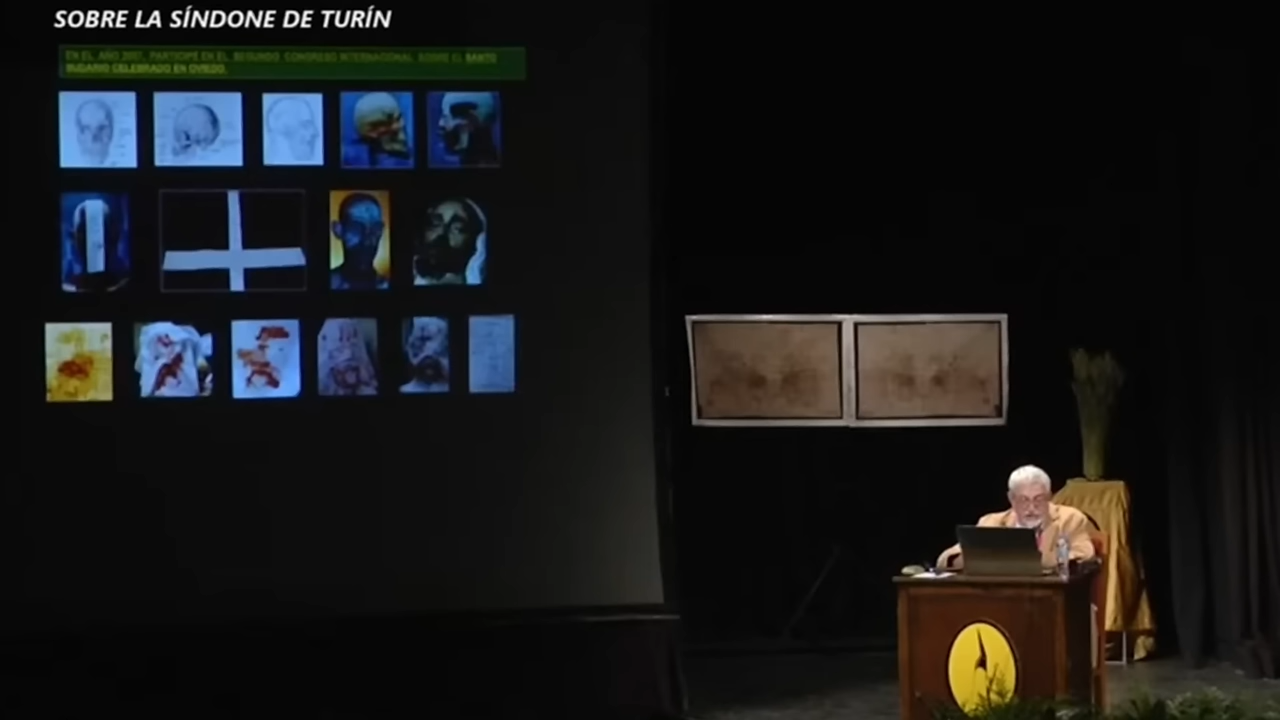 SOBRE LA SÍNDONE DE TURÍN
EN EL AÑO 2007, PARTICIPÉ EN EL SEGUNDO CONGRESO INTERNACIONAL SOBRE EL SANTO
SUDARIO CELEBRADO EN OVIEDO.